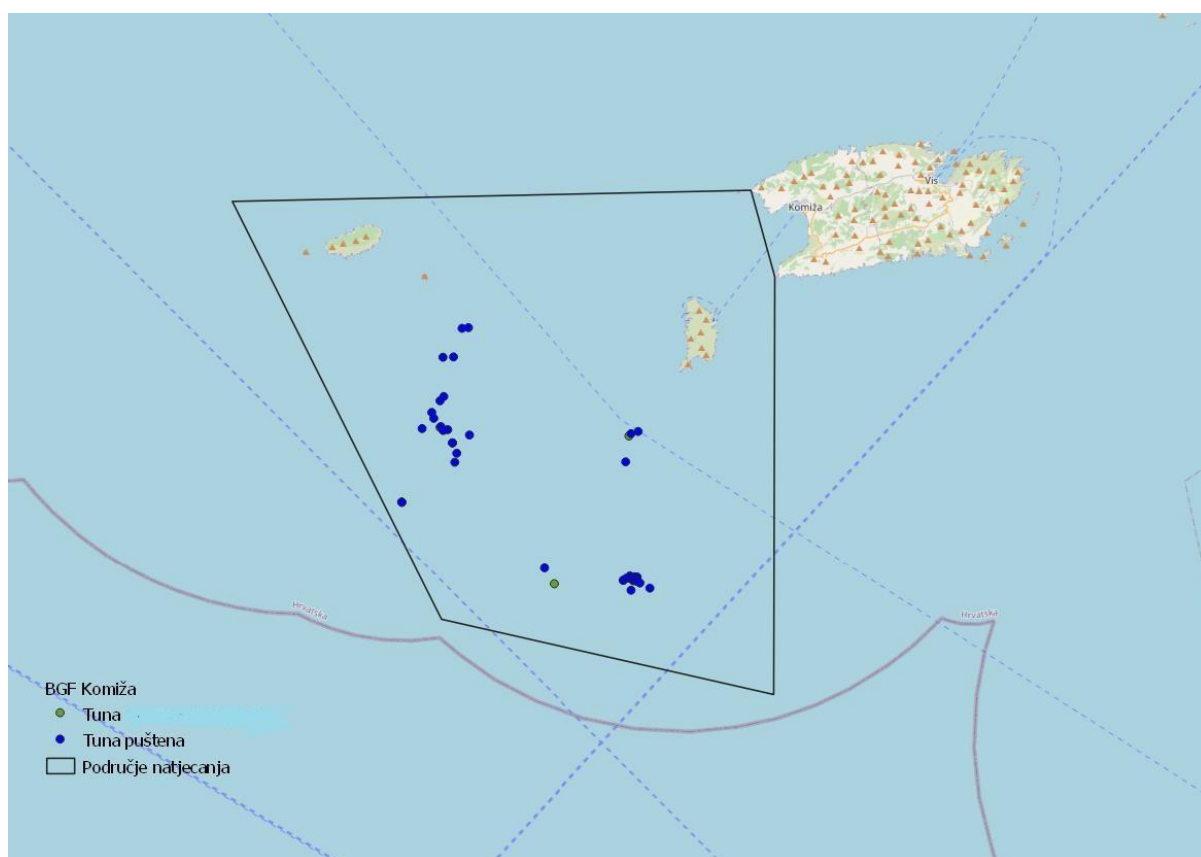 Vis
Komiža
Hrvatska
Hrvatska
BGF Komiža
Tuna
Tuna puštena
Područje natjecanja